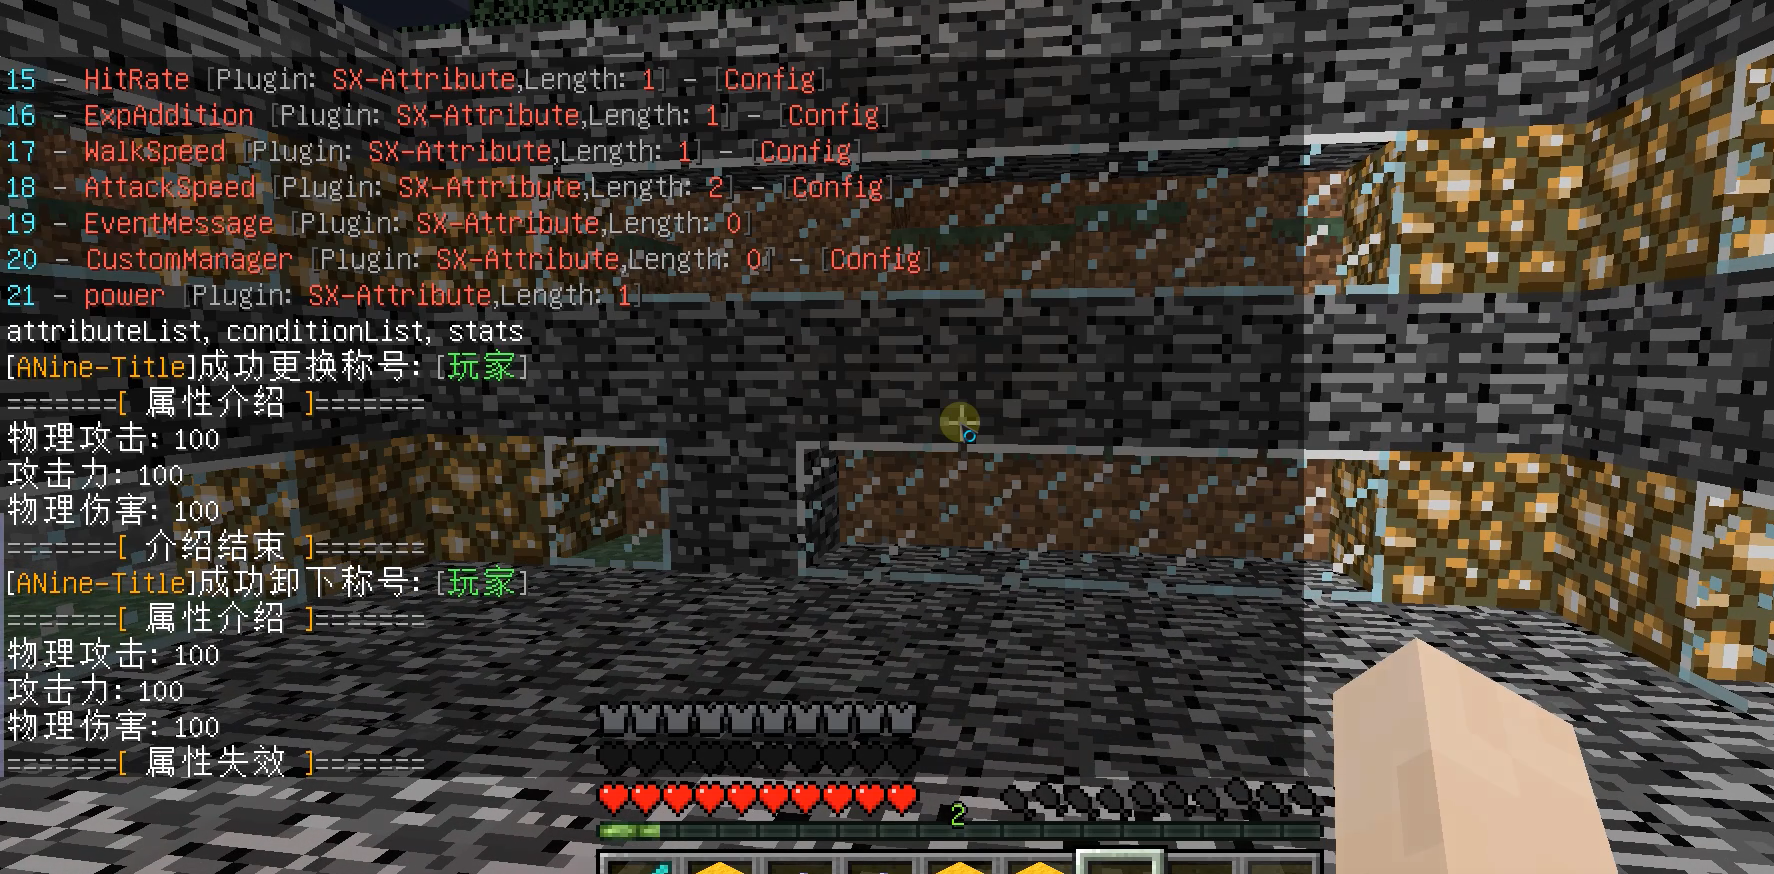 15 - HitRate [Plugin: SX-Attribute,Length: 1] - [Config]
16 - ExpAddition [Plugin: SX-Attribute,Length: 1] - [Config]
17 - WalkSpeed [Plugin: SX-Attribute,Length: 1] - [Config]
18 - AttackSpeed [Plugin: SX-Attribute,Length: 2] - [Config]
19 - EventMessage [Plugin: SX-Attribute,Length: 0]
20 - CustomManager [Plugin: SX-Attribute,Length: 0] - [Config]
21 - power [Plugin: SX-Attribute,Length: 1]
attributeList, conditionList, stats
[ANine-Title]成功更换称号: [玩家]
=======[ 属性介绍 ]=======
物理攻击: 100
攻击力: 100
物理伤害: 100
=======[ 介绍结束 ]=======
[ANine-Title]成功卸下称号: [玩家]
=======[ 属性介绍 ]=======
物理攻击: 100
攻击力: 100
物理伤害: 100
=======[ 属性失效 ]=======
2